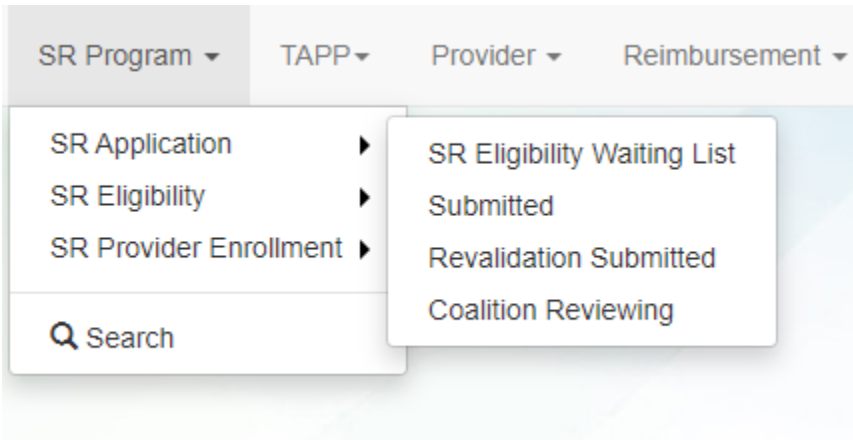 SR Program
TAPP
Provider
Reimbursement
SR Application
SR Eligibility
SR Provider Enrollment
Search
SR Eligibility Waiting List
Submitted
Revalidation Submitted
Coalition Reviewing